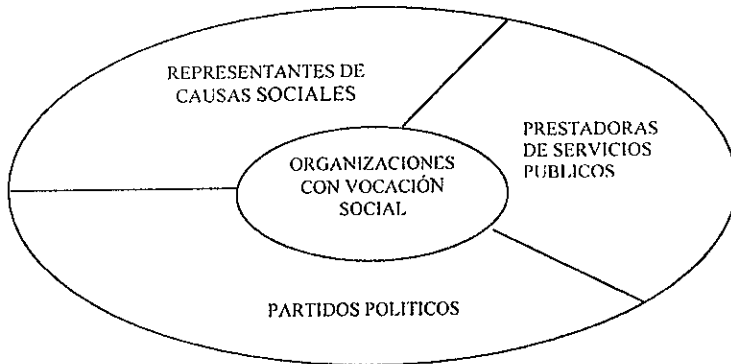 REPRESENTANTES DE
CAUSAS SOCIALES
PRESTADORAS
DE SERVICIOS
PUBLICOS
ORGANIZACIONES
CON VOCACIÓN
SOCIAL
PARTIDOS POLITICOS